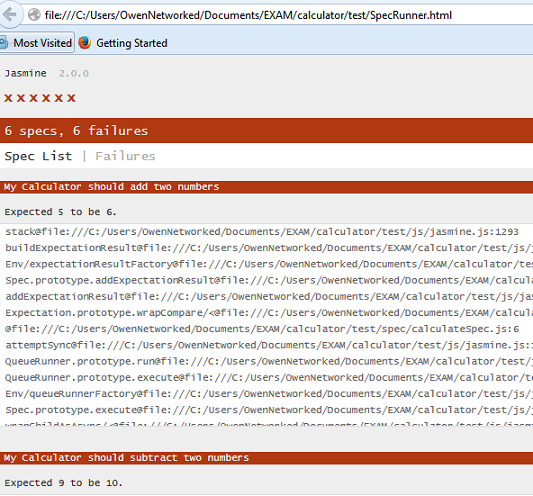 file:///C:/Users/OwenNetworked/Documents/EXAM/calculator/test/SpecRunner.html
Most Visited Getting Started
Jasmine 2.0.0
x x x x x x
6 specs, 6 failures
Spec List | Failures
My Calculator should add two numbers
Expected 5 to be 6.
stack@file:///C:/Users/OwenNetworked/Documents/EXAM/calculator/test/js/jasmine.js:1293
buildExpectationResult@file:///C:/Users/OwenNetworked/Documents/EXAM/calculator/test/js/j
Env/expectationResultFactory@file:///C:/Users/OwenNetworked/Documents/EXAM/calculator/tes
Spec.prototype.addExpectationResult@file:///C:/Users/OwenNetworked/Documents/EXAM/calcula
addExpectationResult@file:///C:/Users/OwenNetworked/Documents/EXAM/calculator/test/js/jas
Expectation.prototype.wrapCompare/<@file:///C:/Users/OwenNetworked/Documents/EXAM/calcula
@file:///C:/Users/OwenNetworked/Documents/EXAM/calculator/test/spec/calculateSpec.js:6
attemptSync@file:///C:/Users/OwenNetworked/Documents/EXAM/calculator/test/js/jasmine.js:1
QueueRunner.prototype.run@file:///C:/Users/OwenNetworked/Documents/EXAM/calculator/test/j
QueueRunner.prototype.execute@file:///C:/Users/OwenNetworked/Documents/EXAM/calculator/te
Env/queueRunnerFactory@file:///C:/Users/OwenNetworked/Documents/EXAM/calculator/test/js/j
Spec.prototype.execute@file:///C:/Users/OwenNetworked/Documents/EXAM/calculator/test/js/j
My Calculator should subtract two numbers
Expected 9 to be 10.